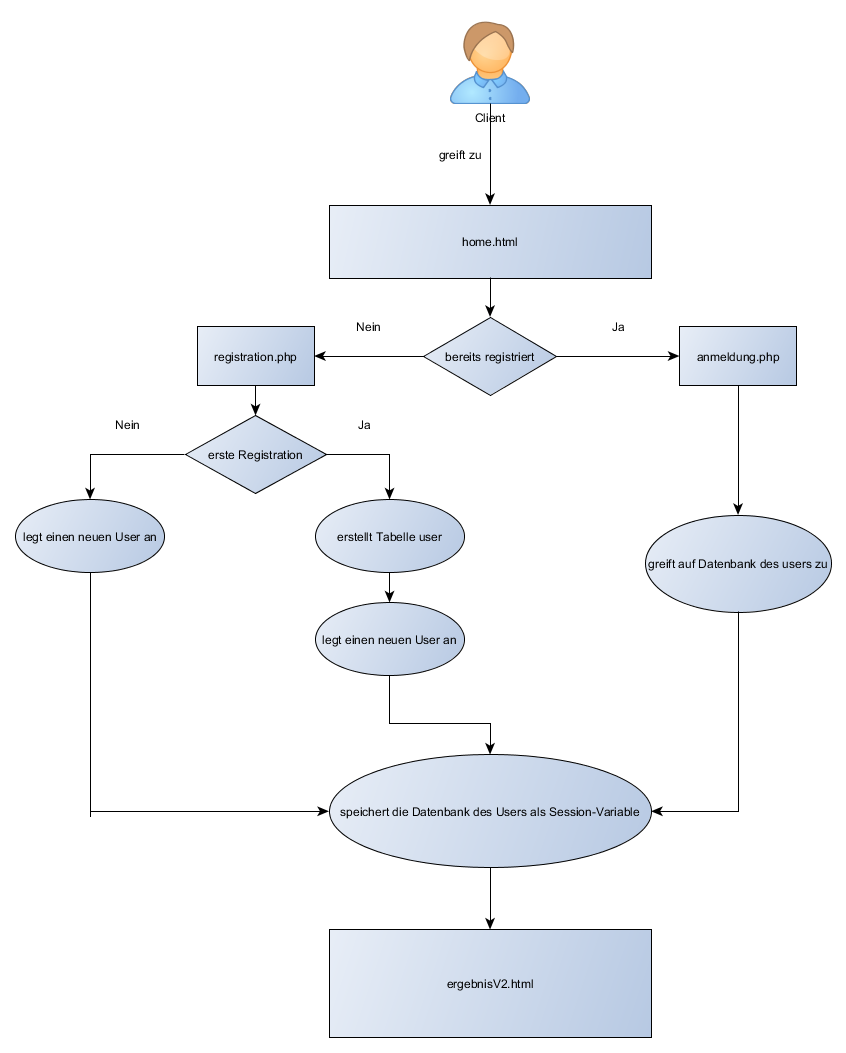 Client
greift zu
home.html
Nein
Ja
registration.php
bereits registriert
anmeldung.php
Nein
Ja
erste Registration
legt einen neuen User an
erstellt Tabelle user
greift auf Datenbank des users zu
legt einen neuen User an
speichert die Datenbank des Users als Session-Variable
ergebnisV2.html